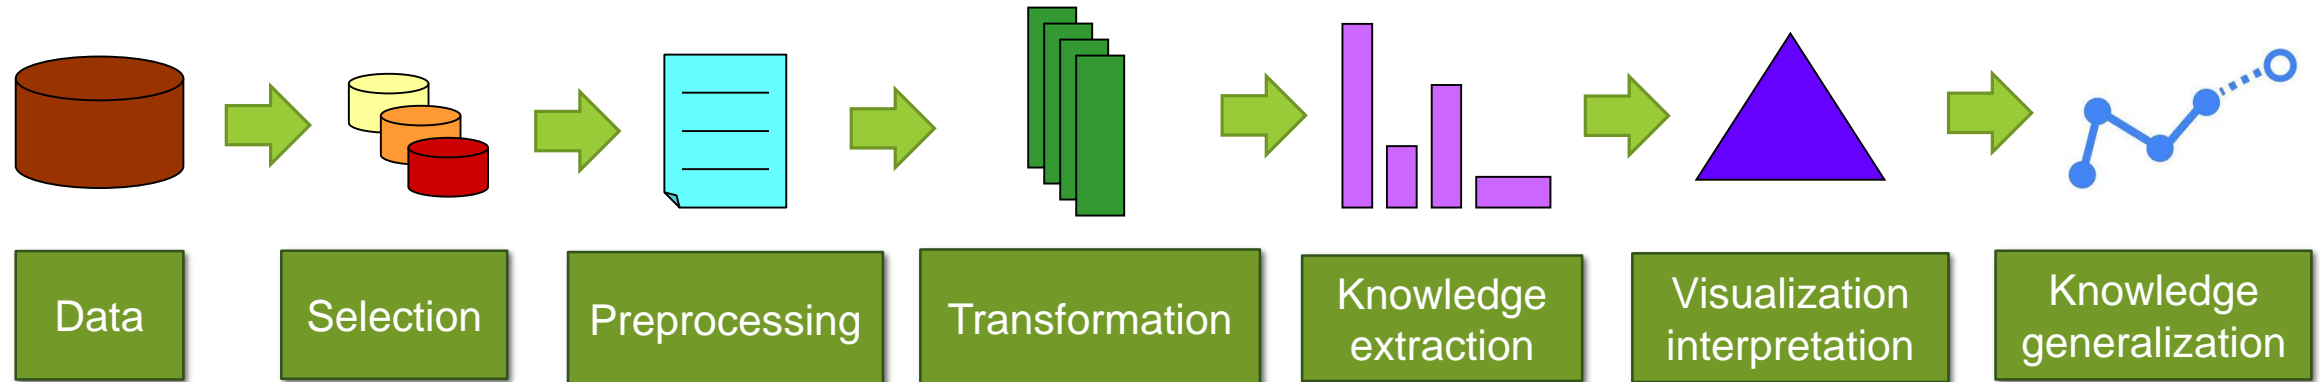 Data
Selection
Preprocessing
Transformation
Knowledge
extraction
Visualization
interpretation
Knowledge
generalization